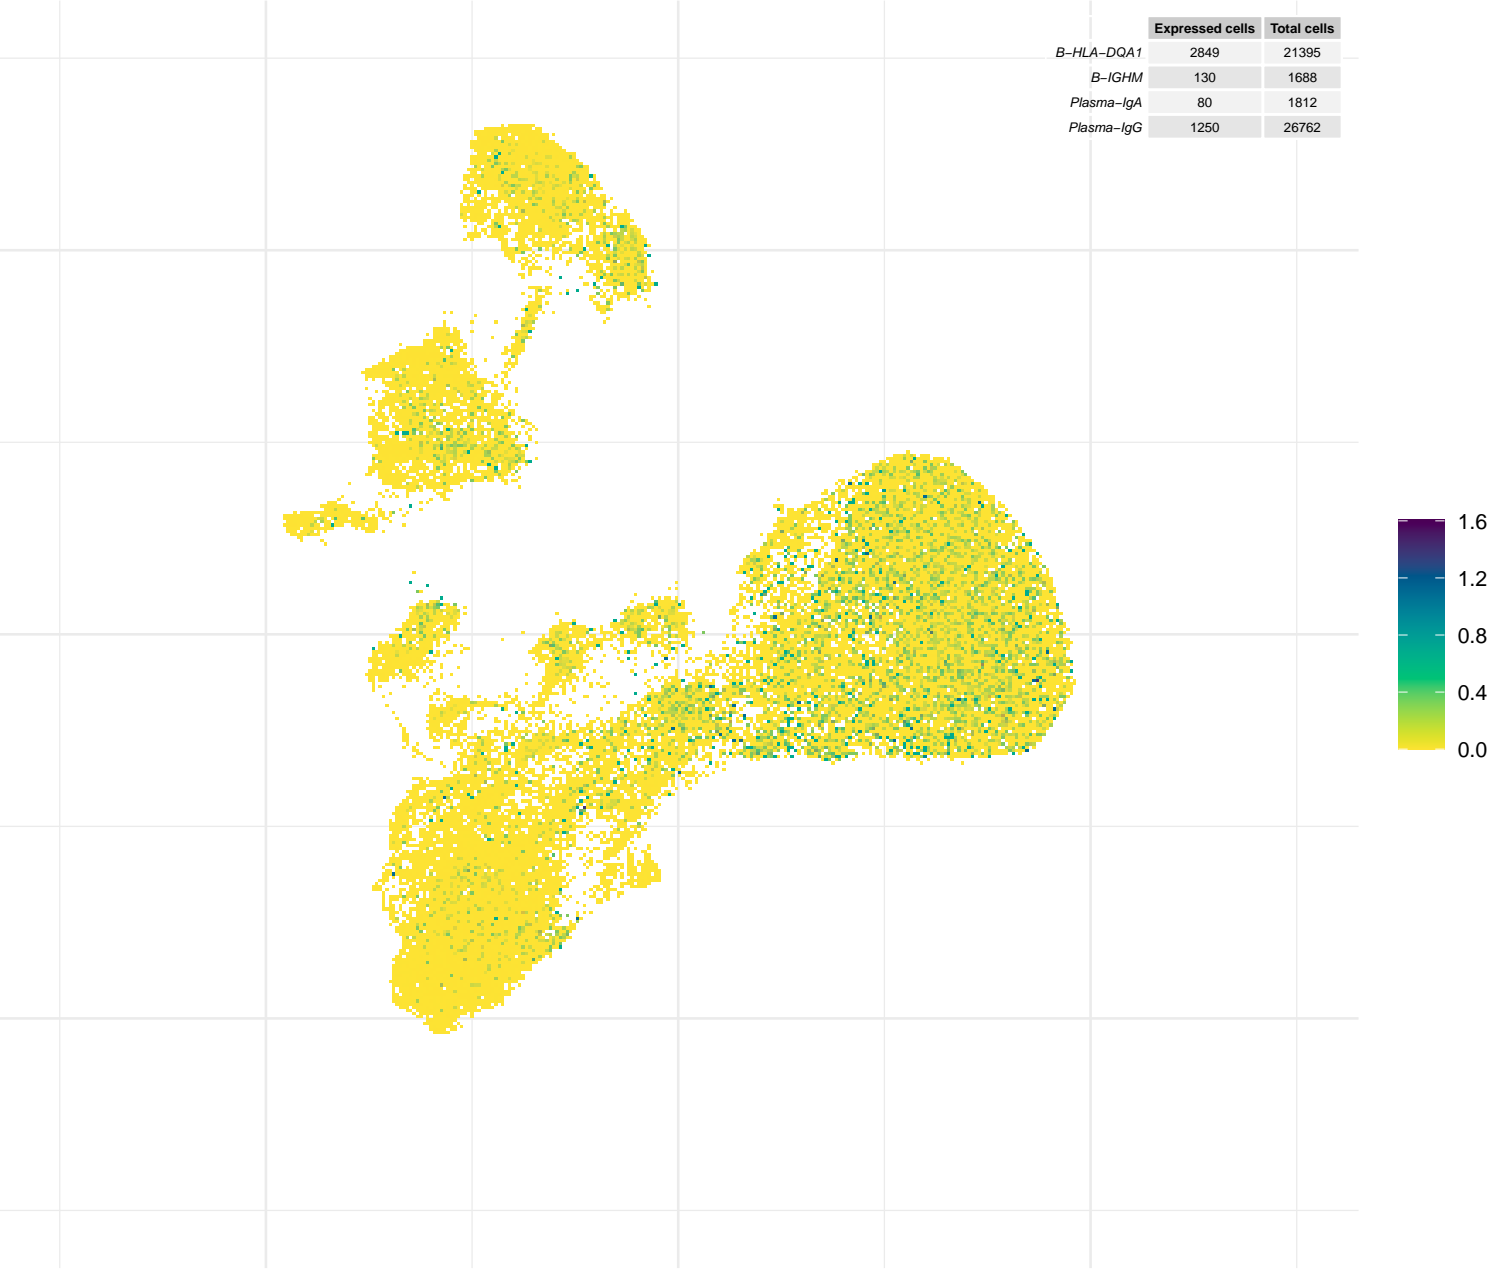 Expressed cells Total cells
B−HLA−DQA1 2849 21395
B−IGHM 130 1688
Plasma−IgA 80 1812
Plasma−IgG 1250 26762
1.6
1.2
0.8
0.4
0.0